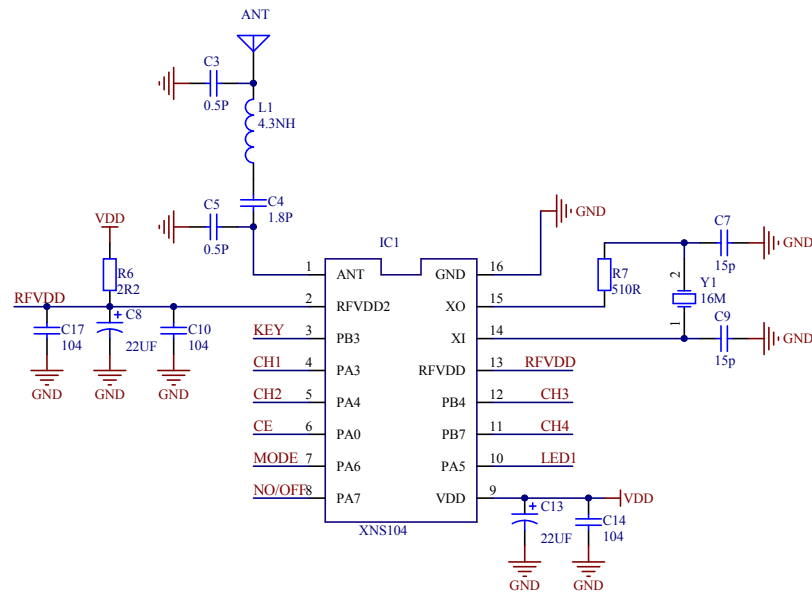 ANT
C3
0.5P
L1
4.3NH
C4
1.8P
C5
0.5P
VDD
R6
2R2
RFVDD
C17
104
C8
22UF
C10
104
GND
GND
GND
IC1
1 ANT GND 16
2 RFVDD2 XO 15
KEY 3 PB3 XI 14
CH1 4 PA3 RFVDD 13 RFVDD
CH2 5 PA4 PB4 12 CH3
CE 6 PA0 PB7 11 CH4
MODE 7 PA6 PA5 10 LED1
NO/OFF 8 PA7 VDD 9
XNS104
GND
R7
510R
C7
15p
GND
2
Y1
16M
1
C9
15p
GND
VDD
C13
22UF
C14
104
GND
GND